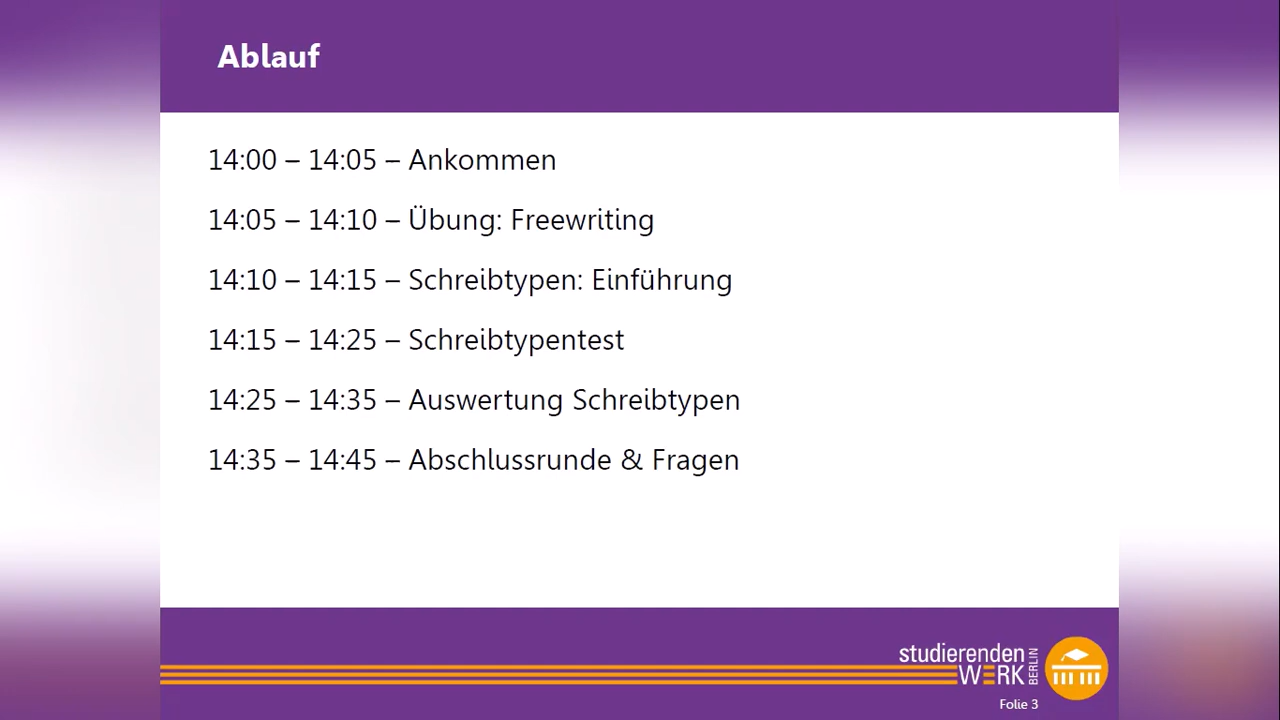 Ablauf
14:00 – 14:05 – Ankommen
14:05 – 14:10 – Übung: Freewriting
14:10 – 14:15 – Schreibtypen: Einführung
14:15 – 14:25 – Schreibtypentest
14:25 – 14:35 – Auswertung Schreibtypen
14:35 – 14:45 – Abschlussrunde & Fragen
studierenden
WERK
BERLIN
Folie 3